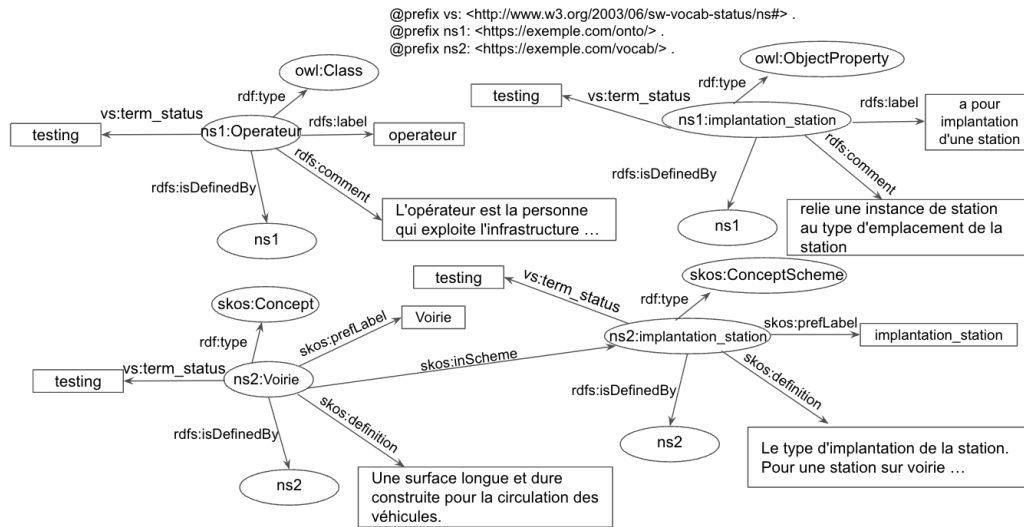 @prefix vs: <http://www.w3.org/2003/06/sw-vocab-status/ns#> .
@prefix ns1: <https://exemple.com/onto/> .
@prefix ns2: <https://exemple.com/vocab/> .
owl:Class
rdf:type
vs:term_status
testing
ns1:Operateur
rdfs:label
operateur
rdfs:comment
rdfs:isDefinedBy
ns1
L'opérateur est la personne
qui exploite l'infrastructure …
owl:ObjectProperty
rdf:type
testing
vs:term_status
ns1:implantation_station
rdfs:label
a pour
implantation
d'une station
rdfs:comment
rdfs:isDefinedBy
ns1
relie une instance de station
au type d'emplacement de la
station
skos:Concept
rdf:type
skos:prefLabel
Voirie
testing
vs:term_status
ns2:Voirie
skos:inScheme
rdfs:isDefinedBy
skos:definition
ns2
Une surface longue et dure
construite pour la circulation des
véhicules.
testing
vs:term_status
skos:ConceptScheme
rdf:type
ns2:implantation_station
skos:prefLabel
implantation_station
rdfs:isDefinedBy
skos:definition
ns2
Le type d'implantation de la station.
Pour une station sur voirie …